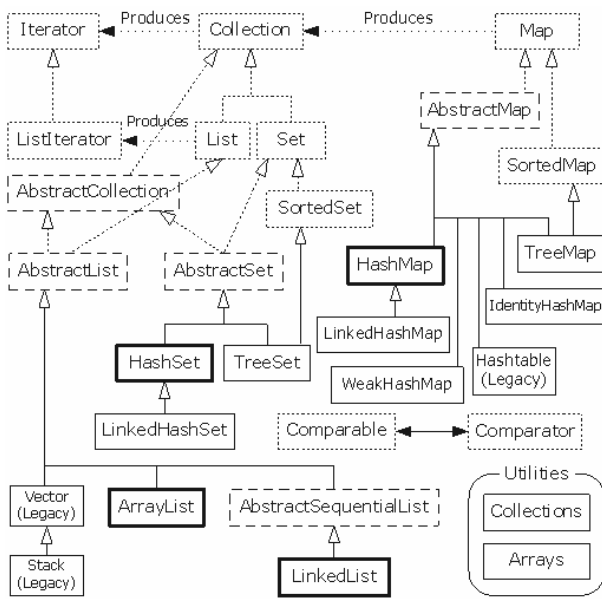 Iterator
Produces
Collection
Produces
Map
AbstractMap
ListIterator
Produces
List
Set
SortedMap
AbstractCollection
SortedSet
AbstractList
AbstractSet
HashMap
TreeMap
IdentityHashMap
LinkedHashMap
HashSet
TreeSet
WeakHashMap
Hashtable
(Legacy)
LinkedHashSet
Comparable
Comparator
Utilities
Vector
(Legacy)
ArrayList
AbstractSequentialList
Collections
Stack
(Legacy)
LinkedList
Arrays